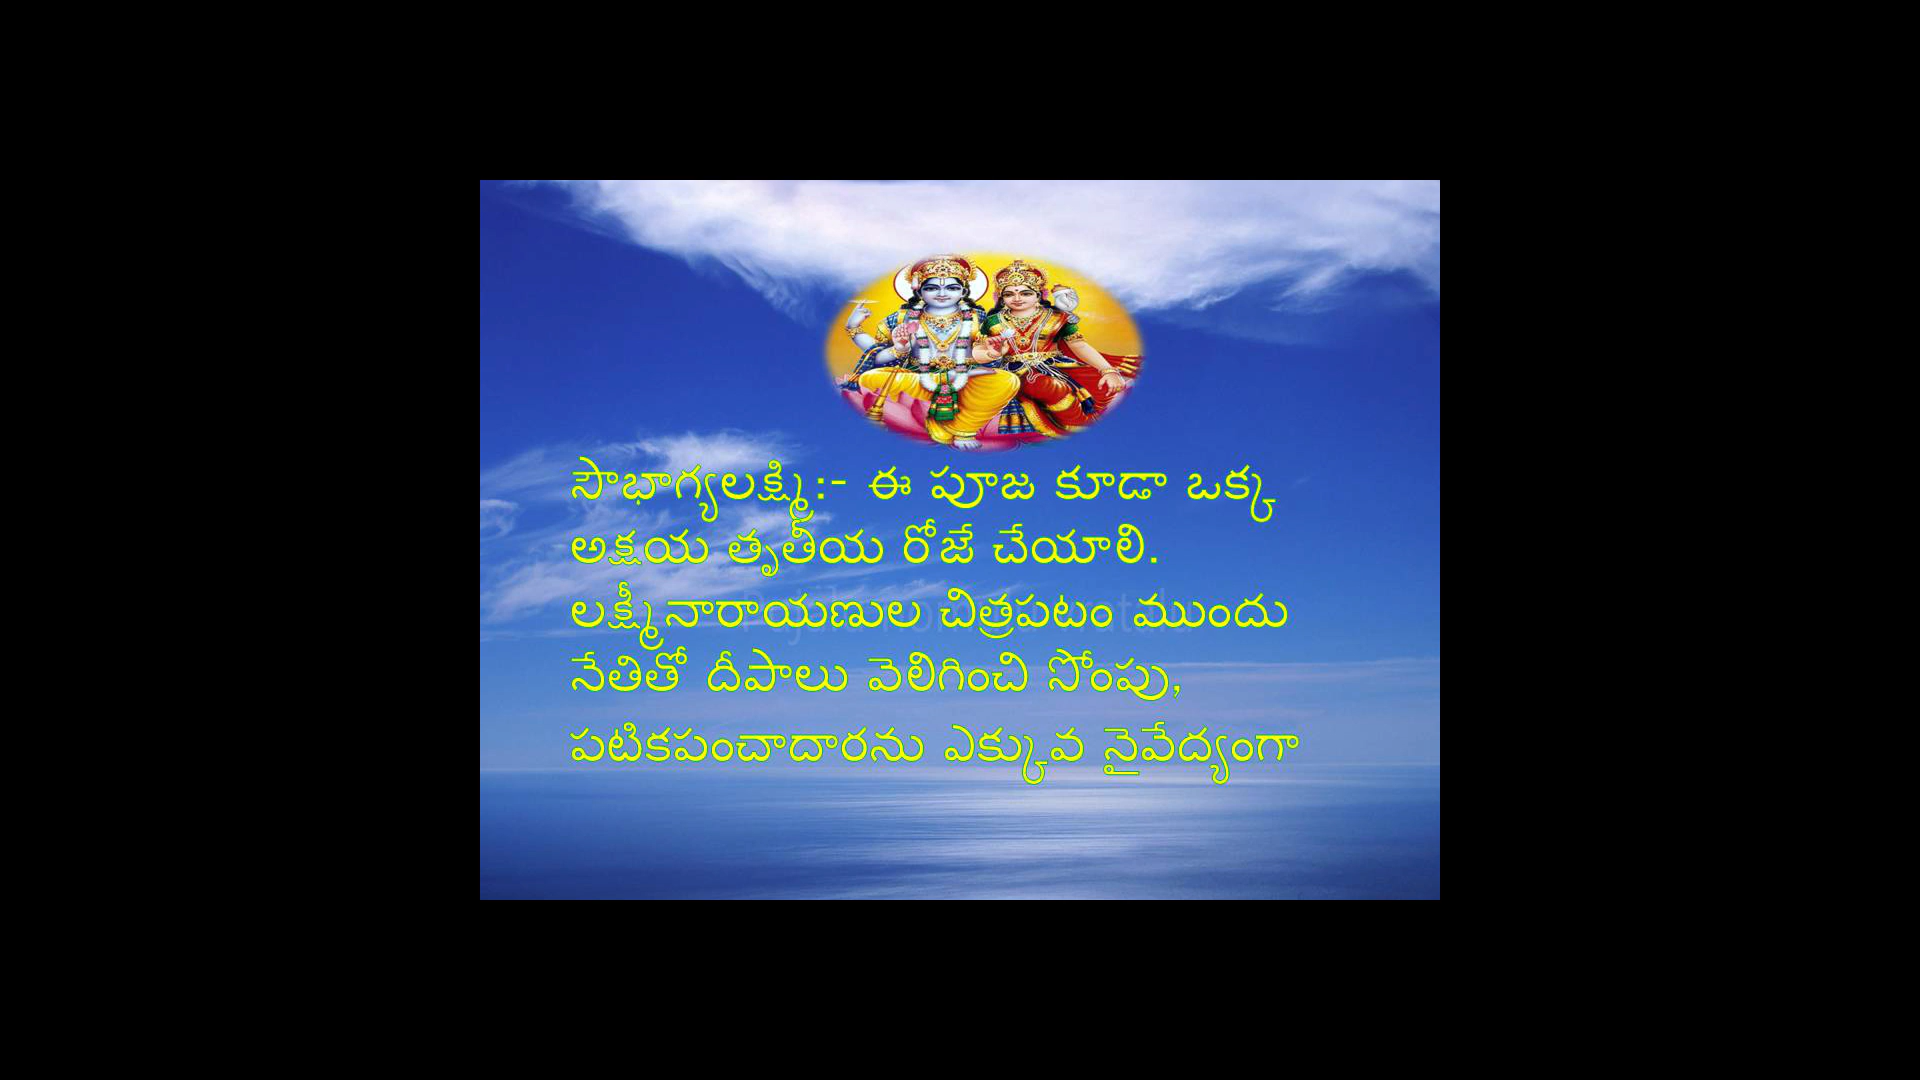 సౌభాగ్యలక్ష్మి:- ఈ పూజ కూడా ఒక్క
అక్షయ తృతీయ రోజే చేయాలి.
లక్ష్మీనారాయణుల చిత్రపటం ముందు
నేతితో దీపాలు వెలిగించి సోంపు,
పటికపంచాదారను ఎక్కువ నైవేద్యంగా